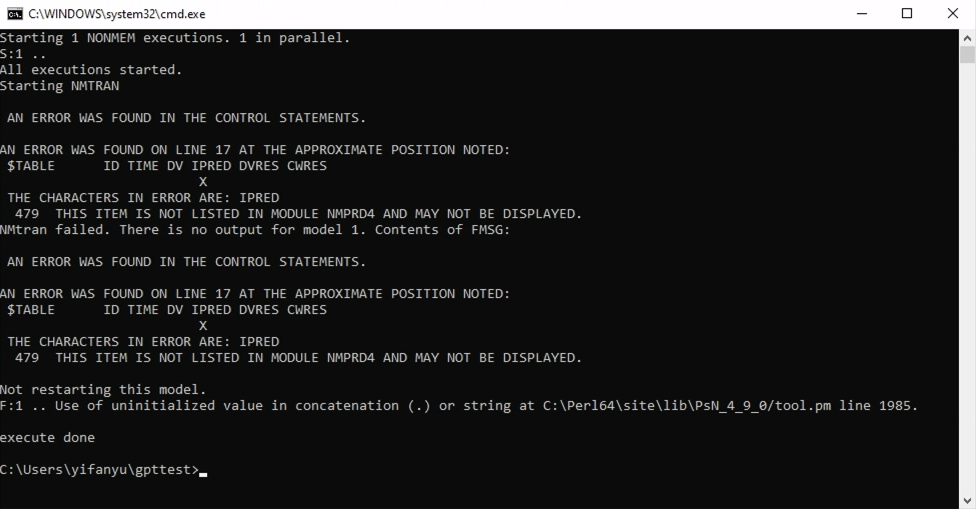 C:\WINDOWS\system32\cmd.exe
Starting 1 NONMEM executions. 1 in parallel.
S:1 ..
All executions started.
Starting NMTRAN
AN ERROR WAS FOUND IN THE CONTROL STATEMENTS.
AN ERROR WAS FOUND ON LINE 17 AT THE APPROXIMATE POSITION NOTED:
$TABLE      ID TIME DV IPRED DVRES CWRES
X
THE CHARACTERS IN ERROR ARE: IPRED
479  THIS ITEM IS NOT LISTED IN MODULE NMPRD4 AND MAY NOT BE DISPLAYED.
NMtran failed. There is no output for model 1. Contents of FMSG:
AN ERROR WAS FOUND IN THE CONTROL STATEMENTS.
AN ERROR WAS FOUND ON LINE 17 AT THE APPROXIMATE POSITION NOTED:
$TABLE      ID TIME DV IPRED DVRES CWRES
X
THE CHARACTERS IN ERROR ARE: IPRED
479  THIS ITEM IS NOT LISTED IN MODULE NMPRD4 AND MAY NOT BE DISPLAYED.
Not restarting this model.
F:1 .. Use of uninitialized value in concatenation (.) or string at C:\Perl64\site\lib\PsN_4_9_0/tool.pm line 1985.
execute done
C:\Users\yifanyu\gpttest>